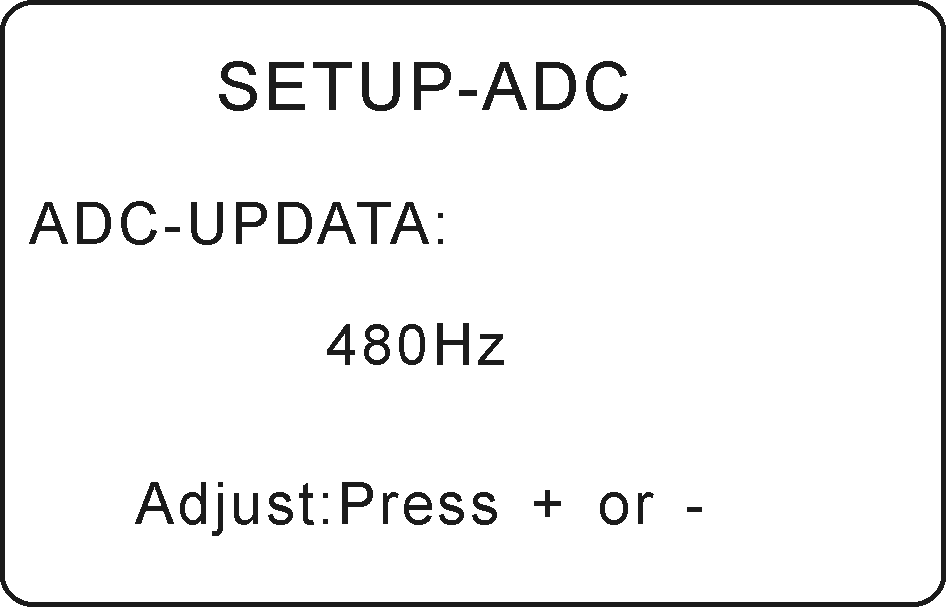 SETUP-ADC
ADC-UPDATA:
480Hz
Adjust:Press + or -